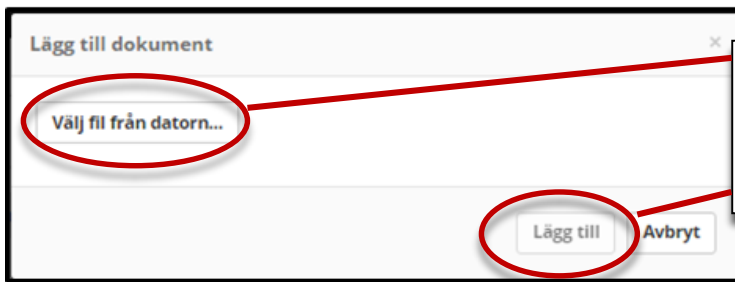 Lägg till dokument
×
Välj fil från datorn...
Lägg till
Avbryt